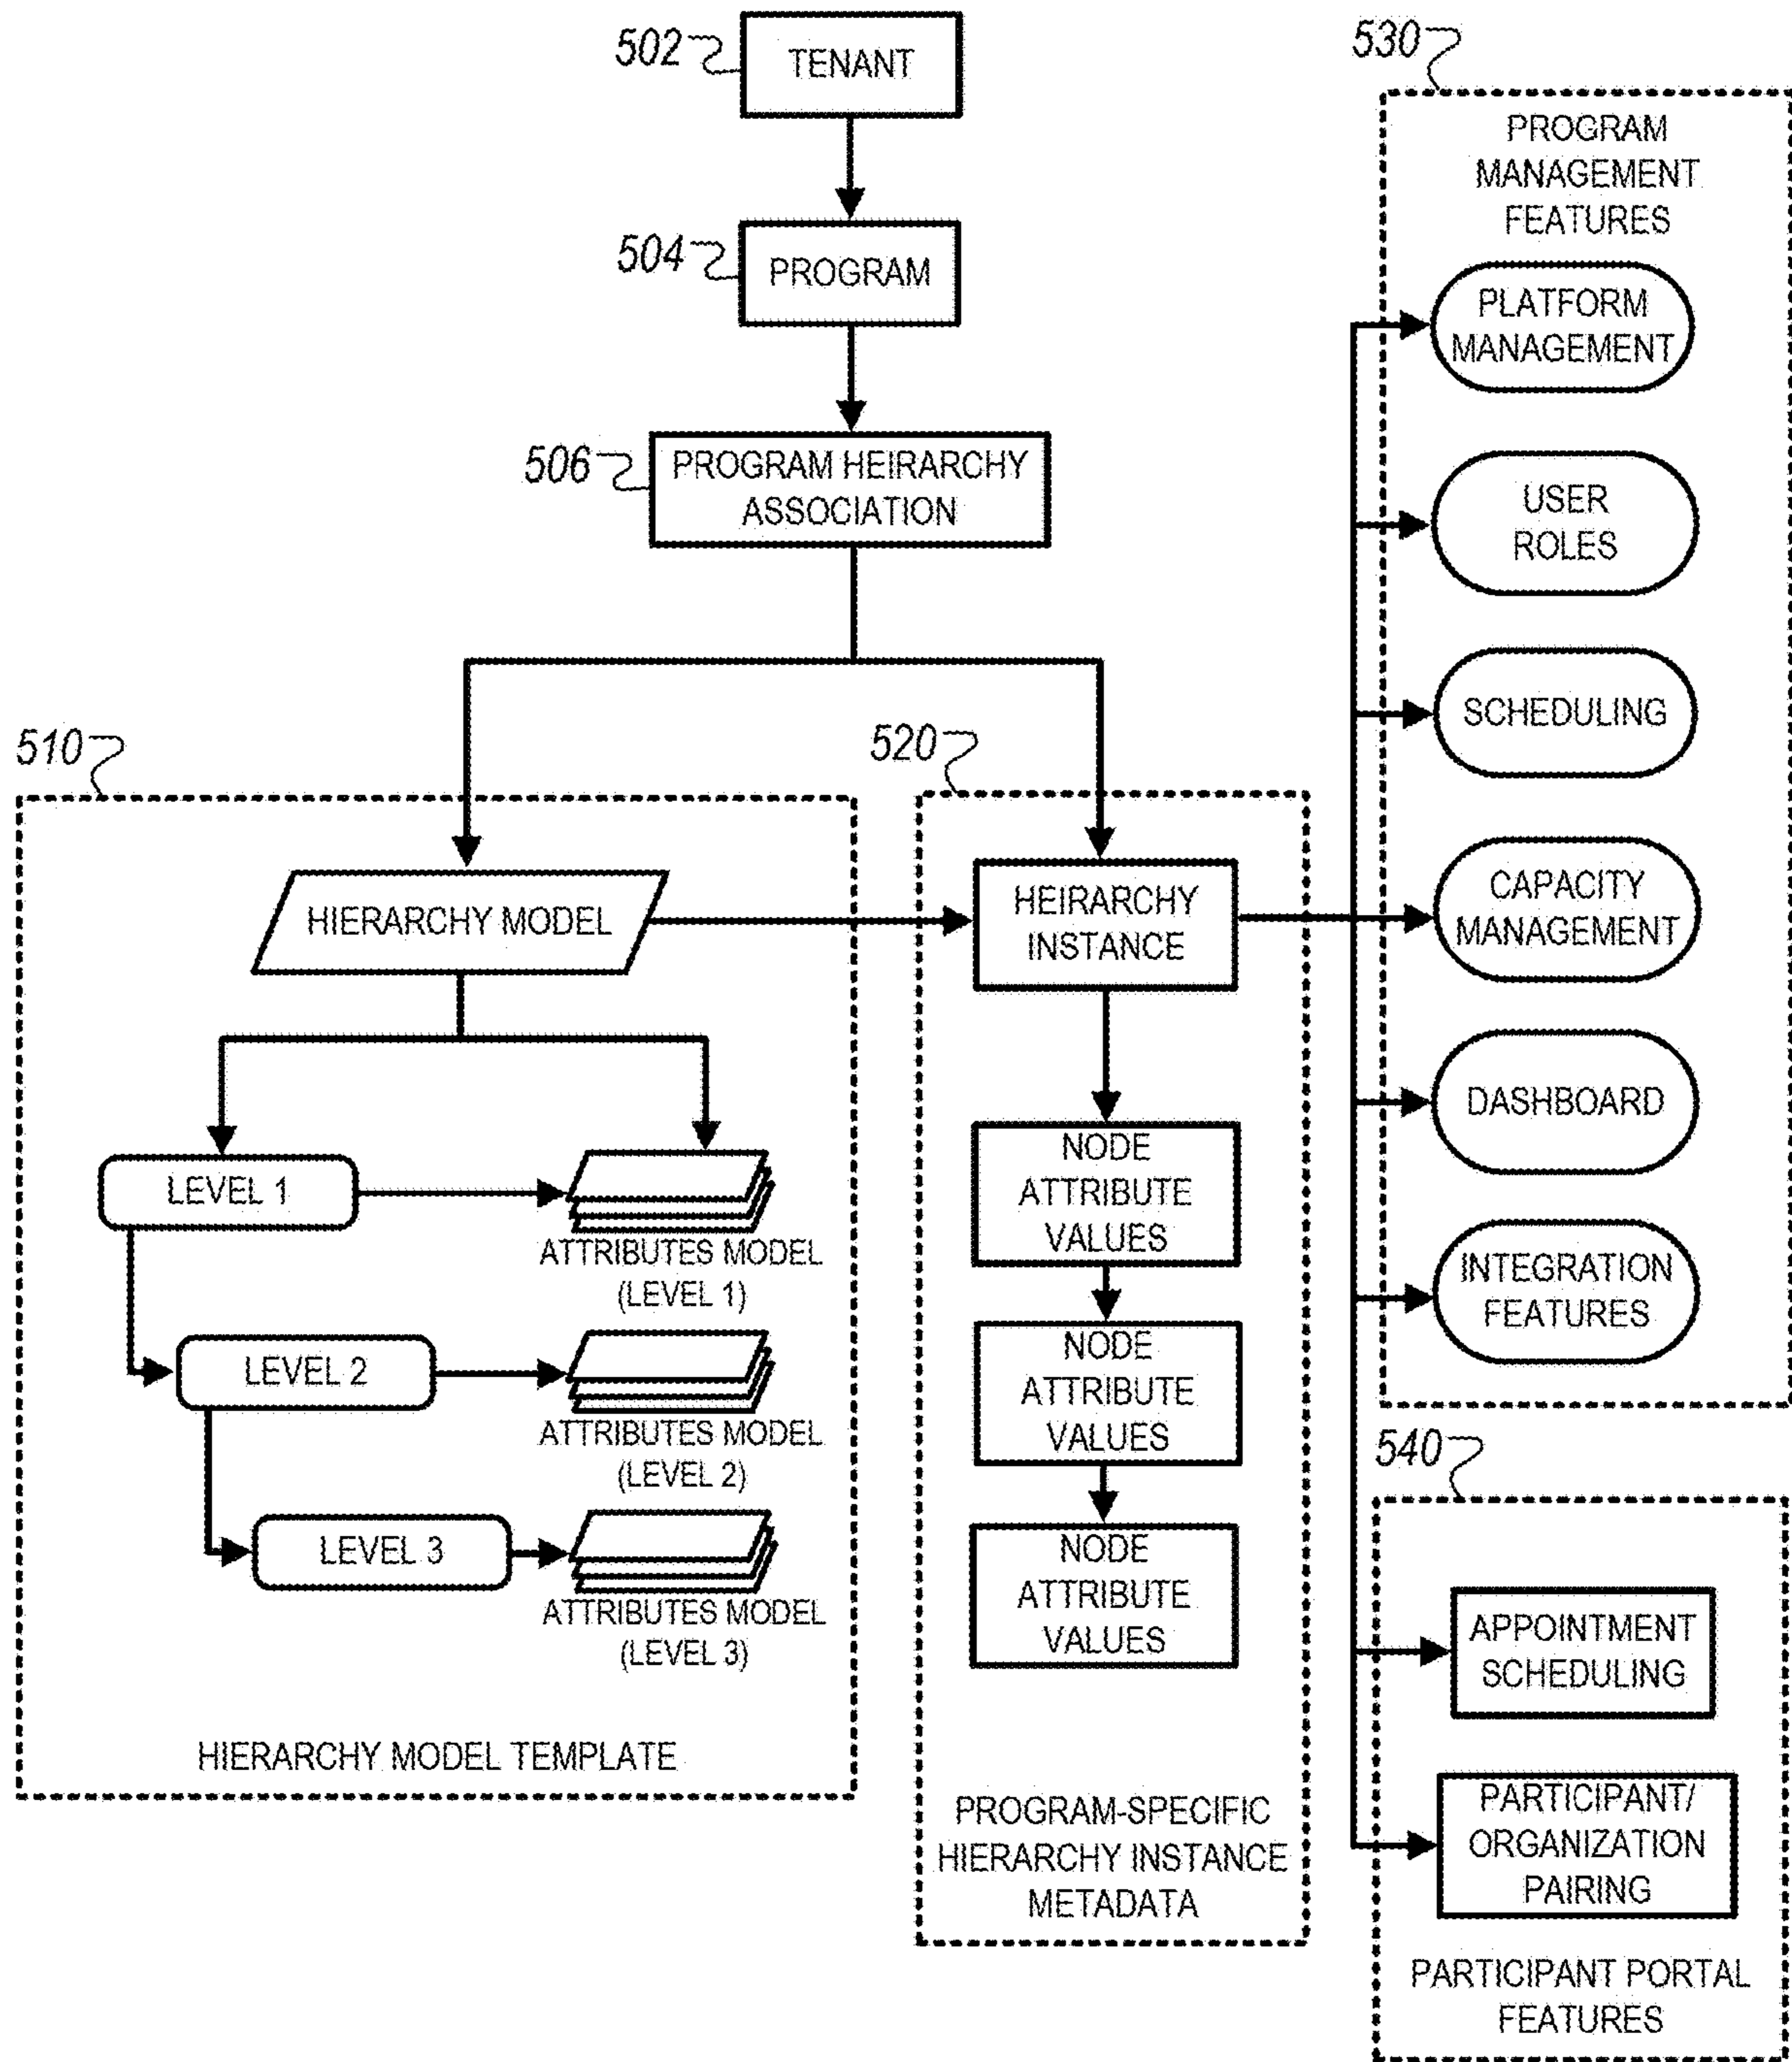 502
TENANT
504
PROGRAM
506
PROGRAM HEIRARCHY
ASSOCIATION
510
HIERARCHY MODEL
LEVEL 1
ATTRIBUTES MODEL
(LEVEL 1)
LEVEL 2
ATTRIBUTES MODEL
(LEVEL 2)
LEVEL 3
ATTRIBUTES MODEL
(LEVEL 3)
HIERARCHY MODEL TEMPLATE
520
HEIRARCHY
INSTANCE
NODE
ATTRIBUTE
VALUES
NODE
ATTRIBUTE
VALUES
NODE
ATTRIBUTE
VALUES
PROGRAM-SPECIFIC
HIERARCHY INSTANCE
METADATA
530
PROGRAM
MANAGEMENT
FEATURES
PLATFORM
MANAGEMENT
USER
ROLES
SCHEDULING
CAPACITY
MANAGEMENT
DASHBOARD
INTEGRATION
FEATURES
540
APPOINTMENT
SCHEDULING
PARTICIPANT/
ORGANIZATION
PAIRING
PARTICIPANT PORTAL
FEATURES